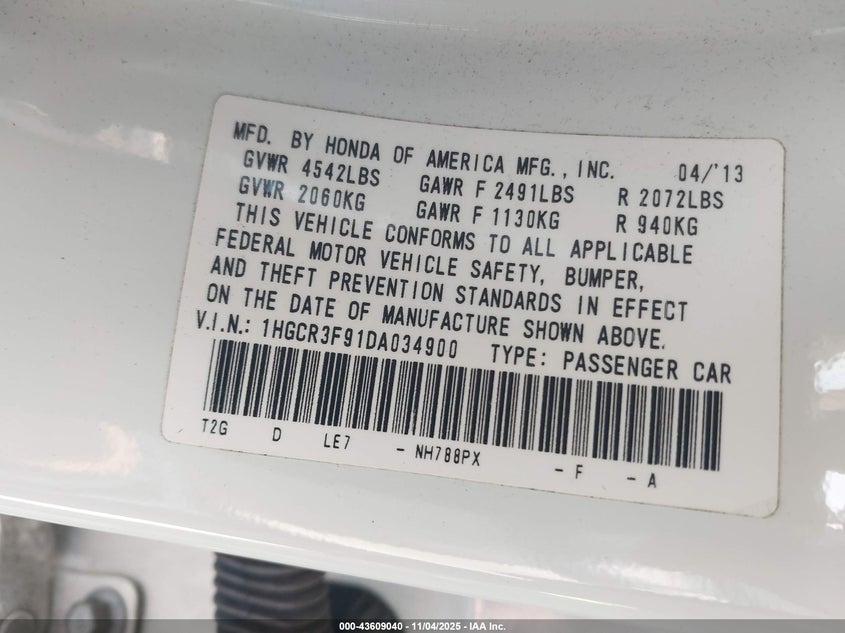 MFD. BY HONDA OF AMERICA MFG., INC. 04/'13
GVWR 4542LBS GAWR F 2491LBS R 2072LBS
GVWR 2060KG GAWR F 1130KG R 940KG
THIS VEHICLE CONFORMS TO ALL APPLICABLE
FEDERAL MOTOR VEHICLE SAFETY, BUMPER,
AND THEFT PREVENTION STANDARDS IN EFFECT
ON THE DATE OF MANUFACTURE SHOWN ABOVE.
V.I.N.: 1HGCR3F91DA034900 TYPE: PASSENGER CAR
T2G D LE7 - NH788PX - F - A
000-43609040 - 11/04/2025 - IAA Inc.